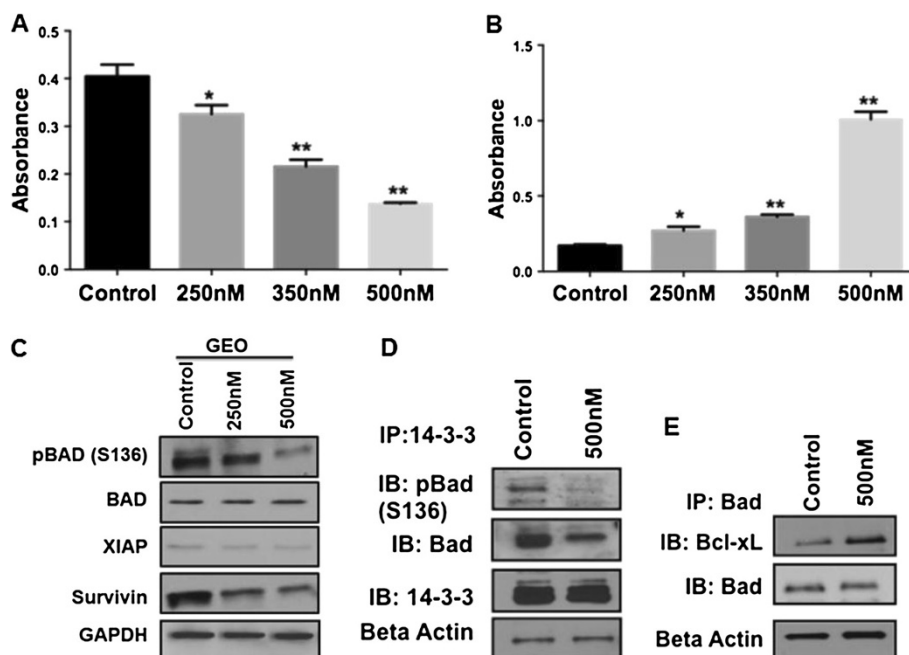 A
Absorbance
0.5
0.4
0.3
0.2
0.1
0.0
*
**
**
Control 250nM 350nM 500nM
B
Absorbance
1.5
1.0
0.5
0.0
*
**
**
Control 250nM 350nM 500nM
C
GEO
Control 250nM 500nM
pBAD (S136)
BAD
XIAP
Survivin
GAPDH
D
Control 500nM
IP:14-3-3
IB: pBad
(S136)
IB: Bad
IB: 14-3-3
Beta Actin
E
Control 500nM
IP: Bad
IB: Bcl-xL
IB: Bad
Beta Actin